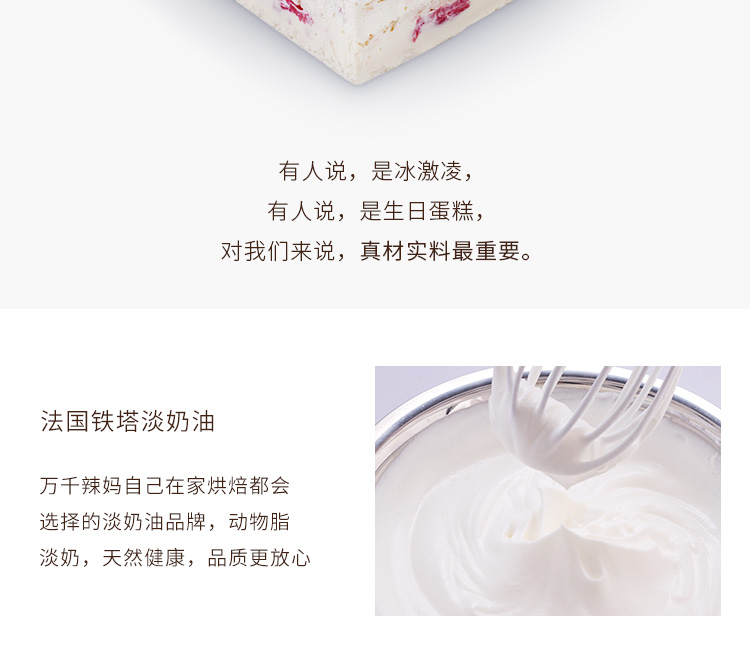 有人说，是冰激凌，
有人说，是生日蛋糕，
对我们来说，真材实料最重要。
法国铁塔淡奶油
万千辣妈自己在家烘焙都会
选择的淡奶油品牌，动物脂
淡奶，天然健康，品质更放心